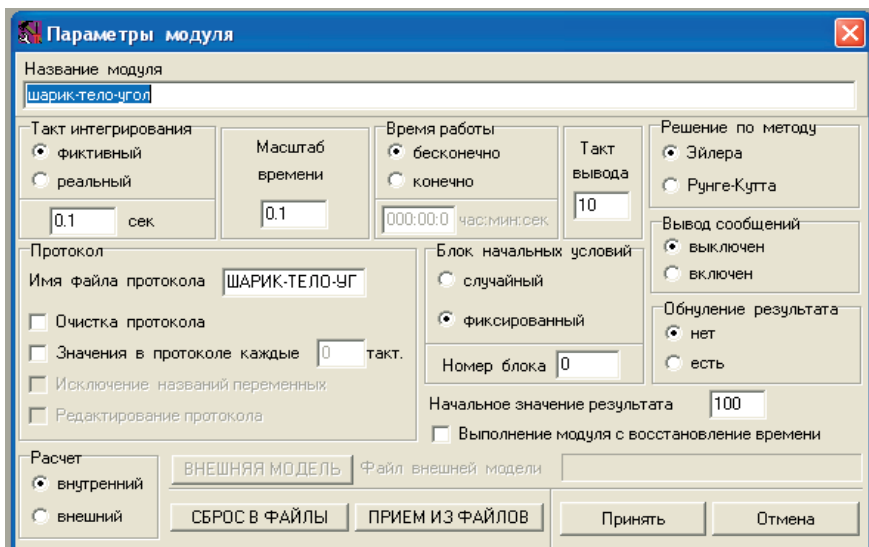 Параметры модуля
Название модуля
шарик-тело-угол
Такт интегрирования
фиктивный
реальный
0.1 сек
Масштаб
времени
0.1
Время работы
бесконечно
конечно
000:00:0 час:мин:сек
Такт
вывода
10
Решение по методу
Эйлера
Рунге-Кутта
Вывод сообщений
выключен
включен
Обнуление результата
нет
есть
Протокол
Имя файла протокола ШАРИК-ТЕЛО-УГ
Очистка протокола
Значения в протоколе каждые 0 такт.
Исключение названий переменных
Редактирование протокола
Блок начальных условий
случайный
фиксированный
Номер блока 0
Начальное значение результата 100
Выполнение модуля с восстановление времени
Расчет
внутренний
внешний
ВНЕШНЯЯ МОДЕЛЬ Файл внешней модели
СБРОС В ФАЙЛЫ ПРИЕМ ИЗ ФАЙЛОВ Принять Отмена